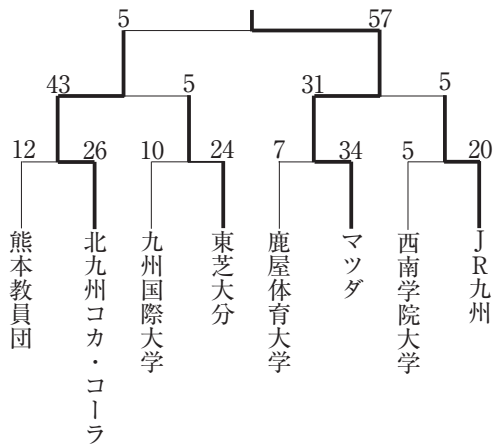 5 57
43 5 31 5
12 26 10 24 7 34 5 20
熊本教員団
北九州コカ・コーラ
九州国際大学
東芝大分
鹿屋体育大学
マツダ
西南学院大学
JR九州